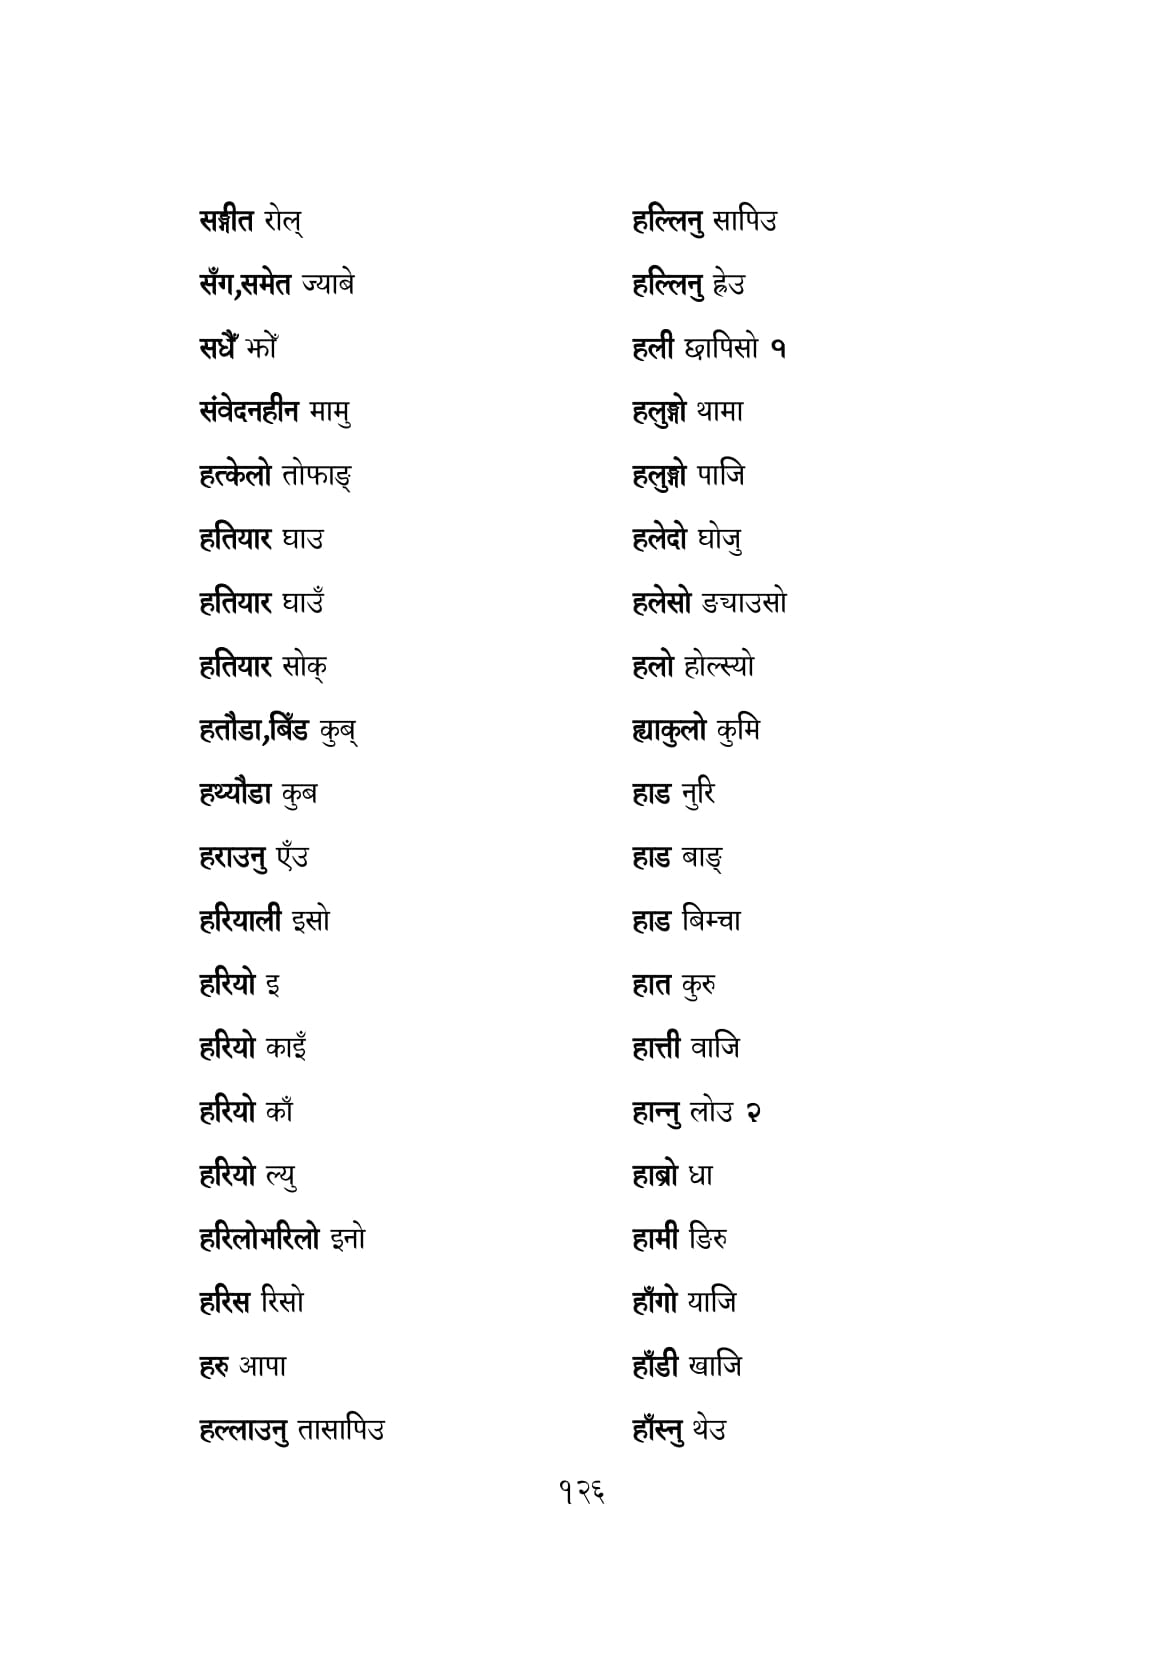 सङ्गीत रोल्
सँग,समेत ज्याबे
सधैँ झोँ
संवेदनहीन मामु
हत्केलो तोफाङ्
हतियार घाउ
हतियार घाउँ
हतियार सोक्
हतौडा,बिँड कुब्
हथ्यौडा कुब
हराउनु एँउ
हरियाली इसो
हरियो इ
हरियो काइँ
हरियो काँ
हरियो ल्यु
हरिलोभरिलो इनो
हरिस रिसो
हरु आपा
हल्लाउनु तासापिउ
हल्लिनु सापिउ
हल्लिनु ह्रेउ
हली छापिसो १
हलुङ्गो थामा
हलुङ्गो पाजि
हलेदो घोजु
हलेसो ङ्याउसो
हलो होल्स्यो
ह्याकुलो कुमि
हाड नुरि
हाड बाङ्
हाड बिम्चा
हात कुरु
हात्ती वाजि
हान्नु लोउ २
हाब्रो धा
हामी ङिरु
हाँगो याजि
हाँडी खाजि
हाँस्नु थेउ
१२६